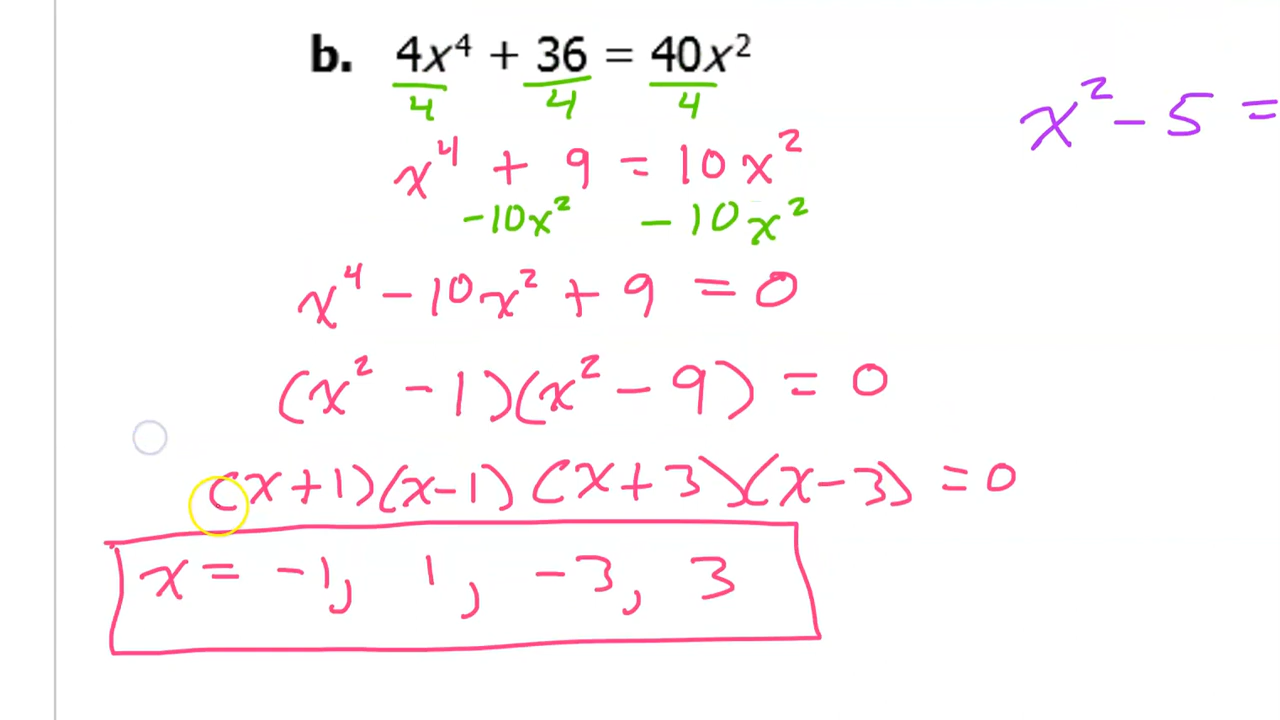 b. 4x⁴ + 36 = 40x²
4 4 4
x² - 5 =
x⁴ + 9 = 10x²
-10x² - 10x²
x⁴ - 10x² + 9 = 0
(x² - 1)(x² - 9) = 0
(x+1)(x-1)(x+3)(x-3) = 0
x = -1, 1, -3, 3